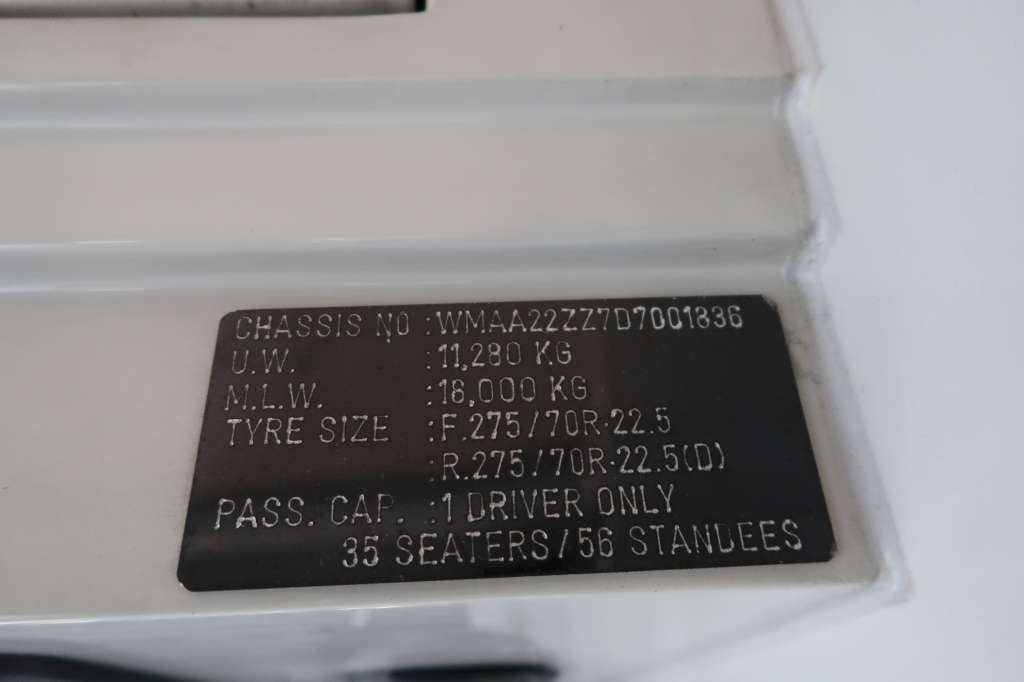 CHASSIS NO :WMAA22ZZ7D7001836
U.W. :11,280 KG
M.L.W. :18,000 KG
TYRE SIZE :F.275/70R·22.5
:R.275/70R·22.5(D)
PASS. CAP. :1 DRIVER ONLY
35 SEATERS/56 STANDEES